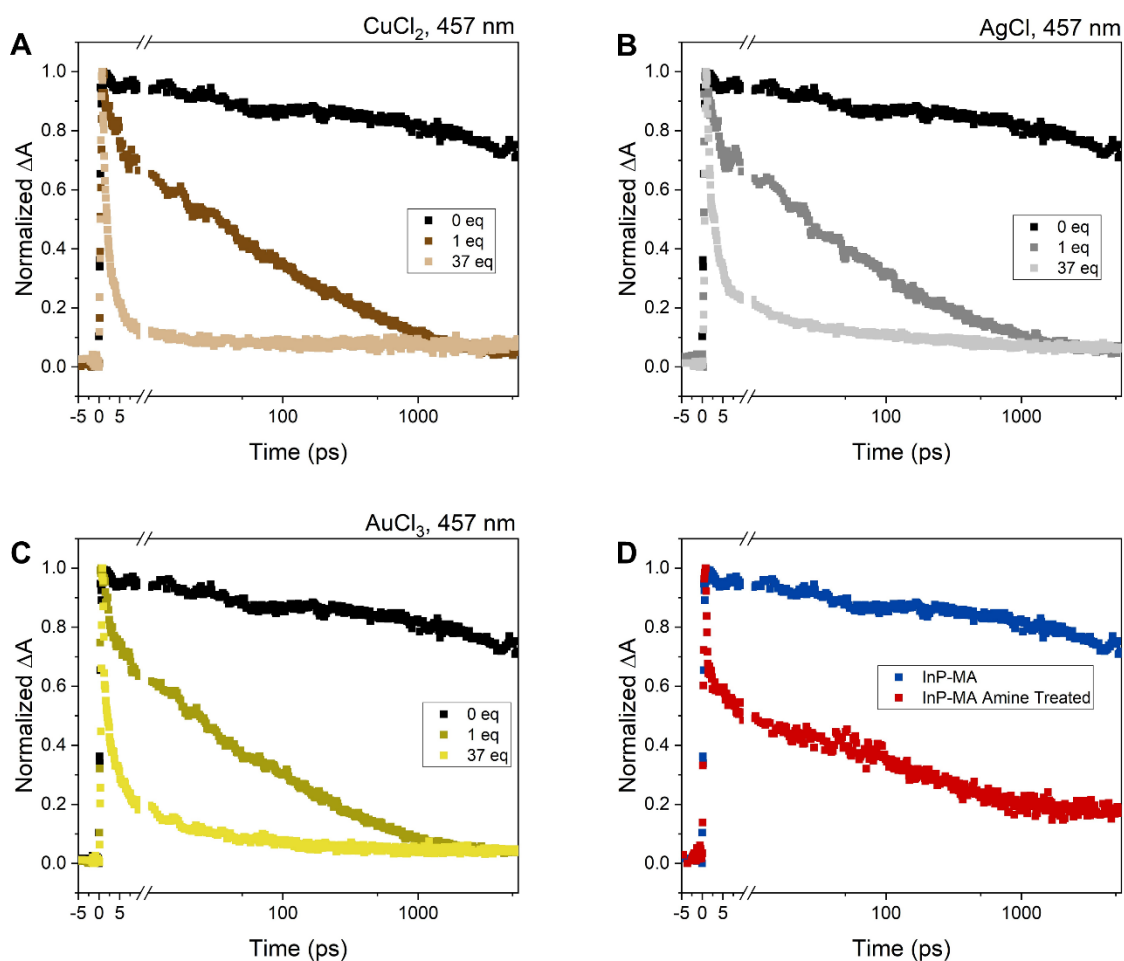 A
CuCl2, 457 nm
Normalized ΔA
1.0
0.8
0.6
0.4
0.2
0.0
0 eq
1 eq
37 eq
-5 0 5 100 1000
Time (ps)
B
AgCl, 457 nm
Normalized ΔA
1.0
0.8
0.6
0.4
0.2
0.0
0 eq
1 eq
37 eq
-5 0 5 100 1000
Time (ps)
C
AuCl3, 457 nm
Normalized ΔA
1.0
0.8
0.6
0.4
0.2
0.0
0 eq
1 eq
37 eq
-5 0 5 100 1000
Time (ps)
D
Normalized ΔA
1.0
0.8
0.6
0.4
0.2
0.0
InP-MA
InP-MA Amine Treated
-5 0 5 100 1000
Time (ps)